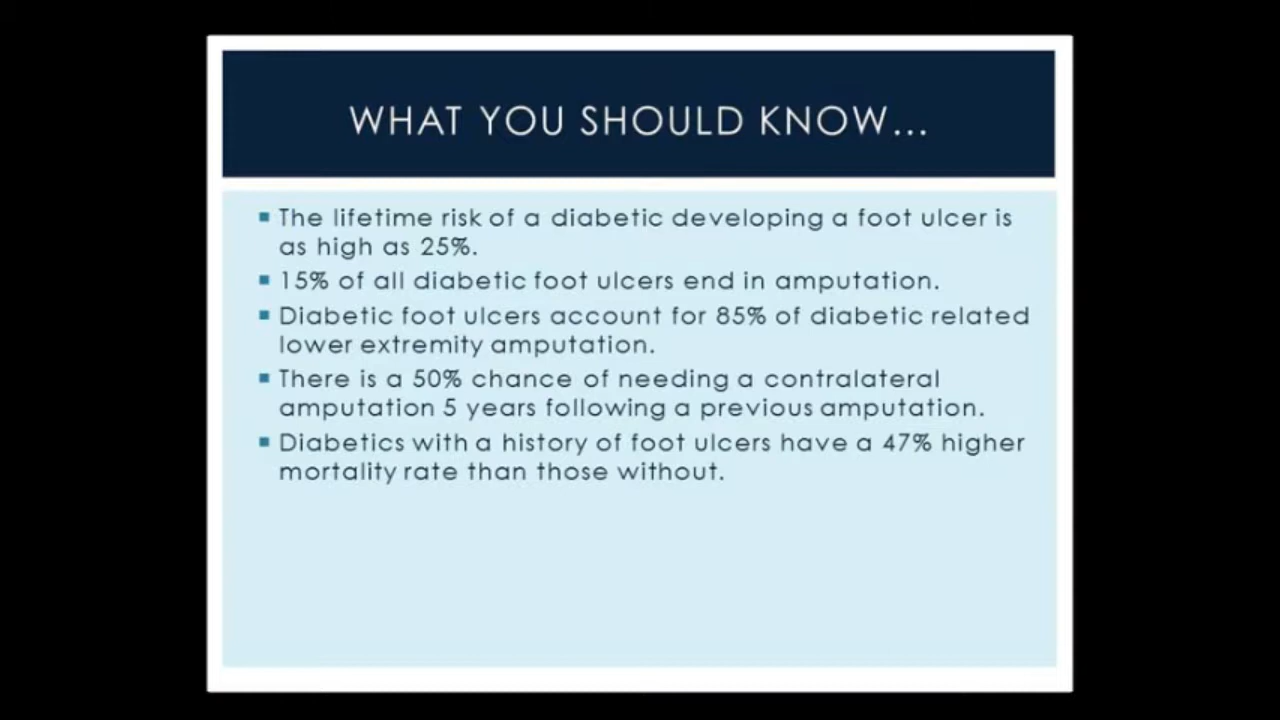 WHAT YOU SHOULD KNOW...
The lifetime risk of a diabetic developing a foot ulcer is
as high as 25%.
15% of all diabetic foot ulcers end in amputation.
Diabetic foot ulcers account for 85% of diabetic related
lower extremity amputation.
There is a 50% chance of needing a contralateral
amputation 5 years following a previous amputation.
Diabetics with a history of foot ulcers have a 47% higher
mortality rate than those without.